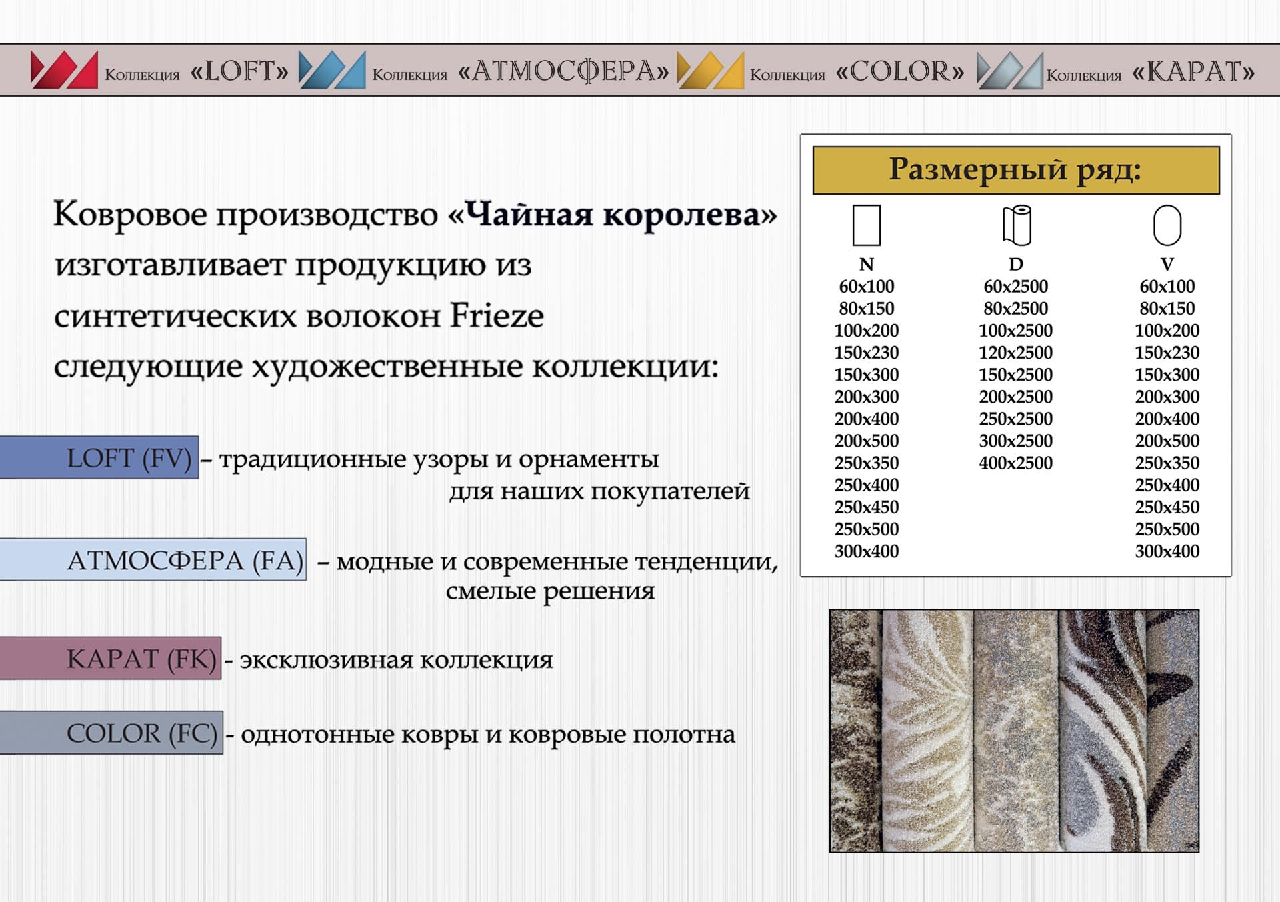 Коллекция «LOFT» Коллекция «АТМОСФЕРА» Коллекция «COLOR» Коллекция «КАРАТ»
Ковровое производство «Чайная королева»
изготавливает продукцию из
синтетических волокон Frieze
следующие художественные коллекции:
LOFT (FV) – традиционные узоры и орнаменты
для наших покупателей
АТМОСФЕРА (FA) – модные и современные тенденции,
смелые решения
КАРАТ (FK) - эксклюзивная коллекция
COLOR (FC) - однотонные ковры и ковровые полотна
Размерный ряд:
N D V
60x100 60x2500 60x100
80x150 80x2500 80x150
100x200 100x2500 100x200
150x230 120x2500 150x230
150x300 150x2500 150x300
200x300 200x2500 200x300
200x400 250x2500 200x400
200x500 300x2500 200x500
250x350 400x2500 250x350
250x400 250x400
250x450 250x450
250x500 250x500
300x400 300x400